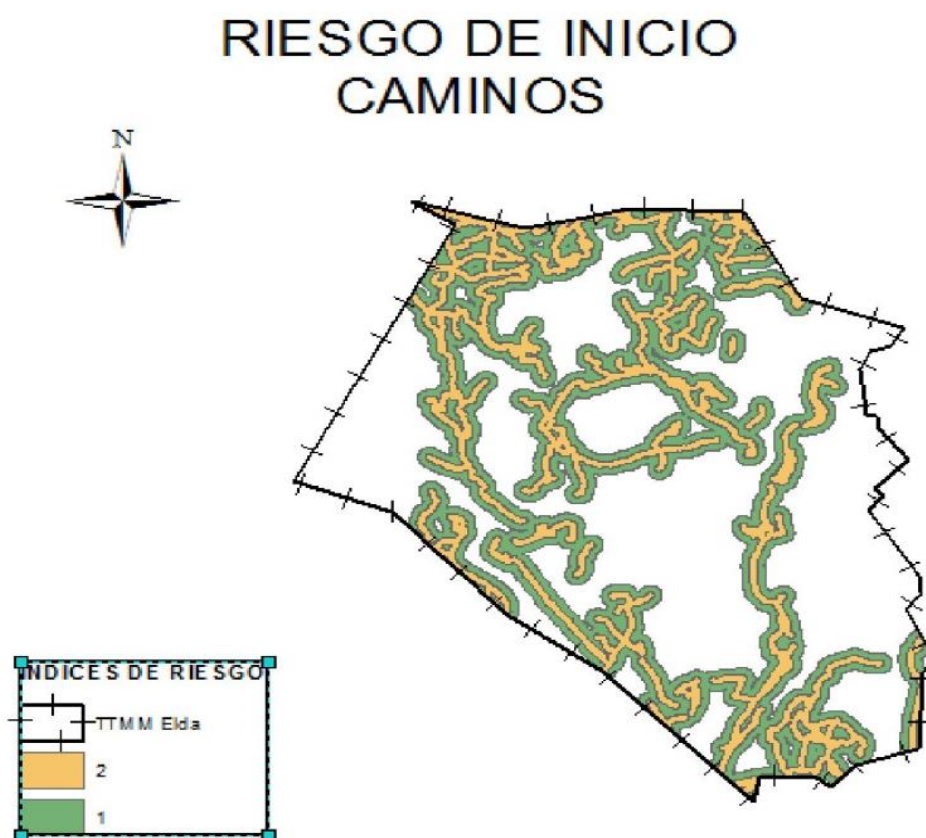 RIESGO DE INICIO
CAMINOS
N
INDICES DE RIESGO
TTMM Elda
2
1